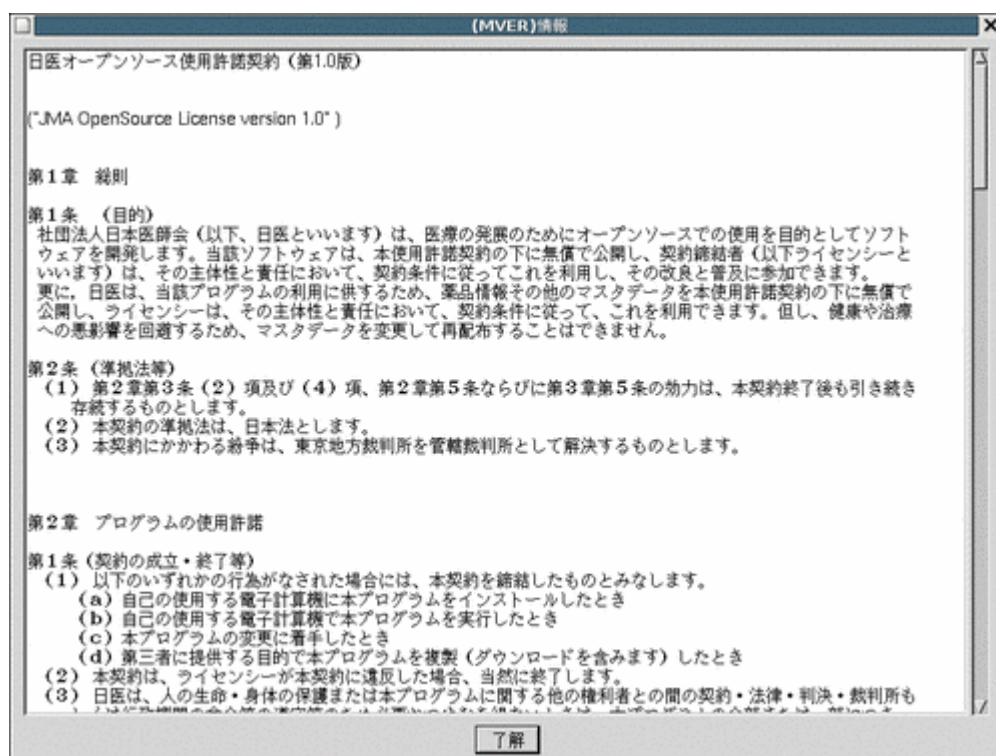 (MVER)情報
日医オープンソース使用許諾契約（第1.0版）
("JMA OpenSource License version 1.0" )
第１章　総則
第１条　（目的）
社団法人日本医師会（以下、日医といいます）は、医療の発展のためにオープンソースでの使用を目的としてソフト
ウェアを開発します。当該ソフトウェアは、本使用許諾契約の下に無償で公開し、契約締結者（以下ライセンシーと
いいます）は、その主体性と責任において、契約条件に従ってこれを利用し、その改良と普及に参加できます。
更に，日医は、当該プログラムの利用に供するため、薬品情報その他のマスタデータを本使用許諾契約の下に無償で
公開し、ライセンシーは、その主体性と責任において、契約条件に従って、これを利用できます。但し、健康や治療
への悪影響を回避するため、マスタデータを変更して再配布することはできません。
第２条（準拠法等）
（１）第２章第３条（２）項及び（４）項、第２章第５条ならびに第３章第５条の効力は、本契約終了後も引き続き
存続するものとします。
（２）本契約の準拠法は、日本法とします。
（３）本契約にかかわる紛争は、東京地方裁判所を管轄裁判所として解決するものとします。
第２章　プログラムの使用許諾
第１条（契約の成立・終了等）
（１）以下のいずれかの行為がなされた場合には、本契約を締結したものとみなします。
（ａ）自己の使用する電子計算機に本プログラムをインストールしたとき
（ｂ）自己の使用する電子計算機で本プログラムを実行したとき
（ｃ）本プログラムの変更に着手したとき
（ｄ）第三者に提供する目的で本プログラムを複製（ダウンロードを含みます）したとき
（２）本契約は、ライセンシーが本契約に違反した場合、当然に終了します。
（３）日医は、人の生命・身体の保護または本プログラムに関する他の権利者との間の契約・法律・判決・裁判所も
了解